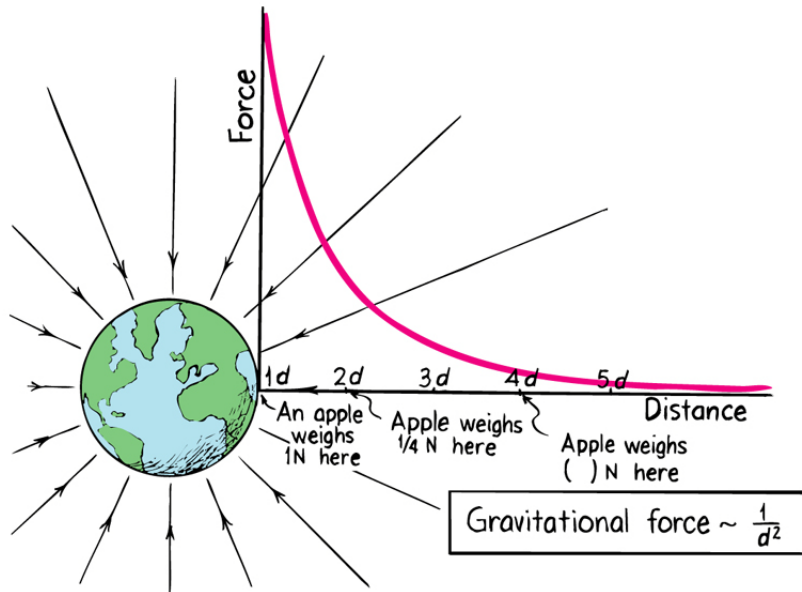 Force
1d 2d 3d 4d 5d
Distance
An apple
weighs
1N here
Apple weighs
1/4 N here
Apple weighs
( ) N here
Gravitational force ~ 1/d²